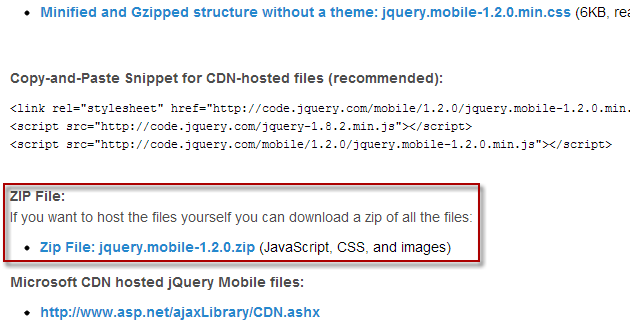 Minified and Gzipped structure without a theme: jquery.mobile-1.2.0.min.css (6KB, rea
Copy-and-Paste Snippet for CDN-hosted files (recommended):
<link rel="stylesheet" href="http://code.jquery.com/mobile/1.2.0/jquery.mobile-1.2.0.min.
<script src="http://code.jquery.com/jquery-1.8.2.min.js"></script>
<script src="http://code.jquery.com/mobile/1.2.0/jquery.mobile-1.2.0.min.js"></script>
ZIP File:
If you want to host the files yourself you can download a zip of all the files:
Zip File: jquery.mobile-1.2.0.zip (JavaScript, CSS, and images)
Microsoft CDN hosted jQuery Mobile files:
http://www.asp.net/ajaxLibrary/CDN.ashx